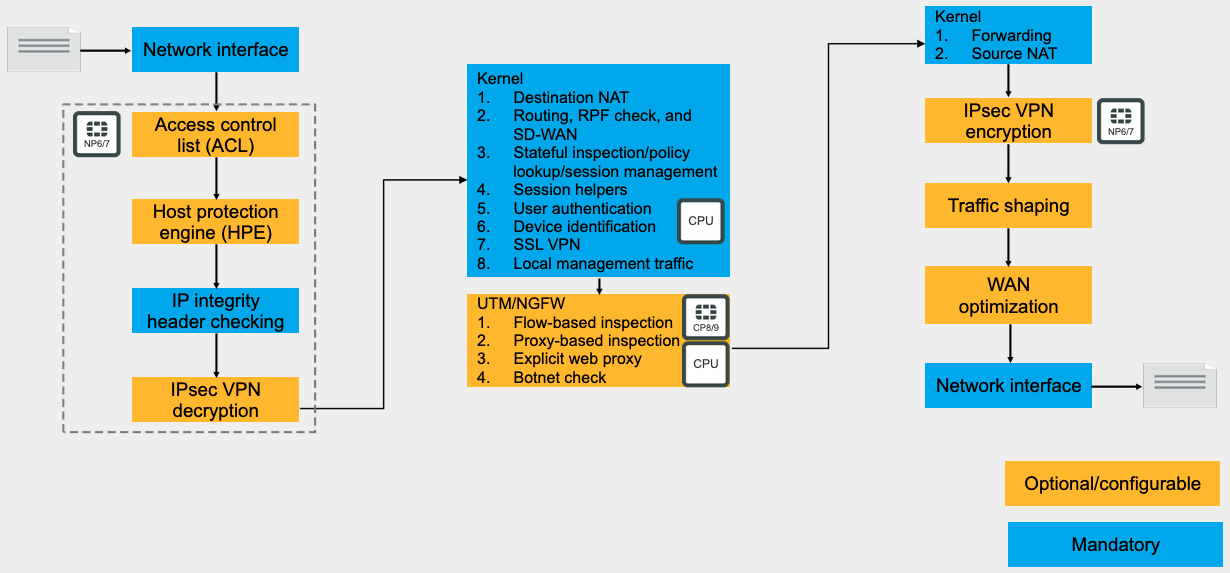 Network interface
NP6/7
Access control
list (ACL)
Host protection
engine (HPE)
IP integrity
header checking
IPsec VPN
decryption
Kernel
1. Destination NAT
2. Routing, RPF check, and
SD-WAN
3. Stateful inspection/policy
lookup/session management
4. Session helpers
5. User authentication
6. Device identification
7. SSL VPN
8. Local management traffic
CPU
UTM/NGFW
1. Flow-based inspection
2. Proxy-based inspection
3. Explicit web proxy
4. Botnet check
CP8/9
CPU
Kernel
1. Forwarding
2. Source NAT
IPsec VPN
encryption
NP6/7
Traffic shaping
WAN
optimization
Network interface
Optional/configurable
Mandatory